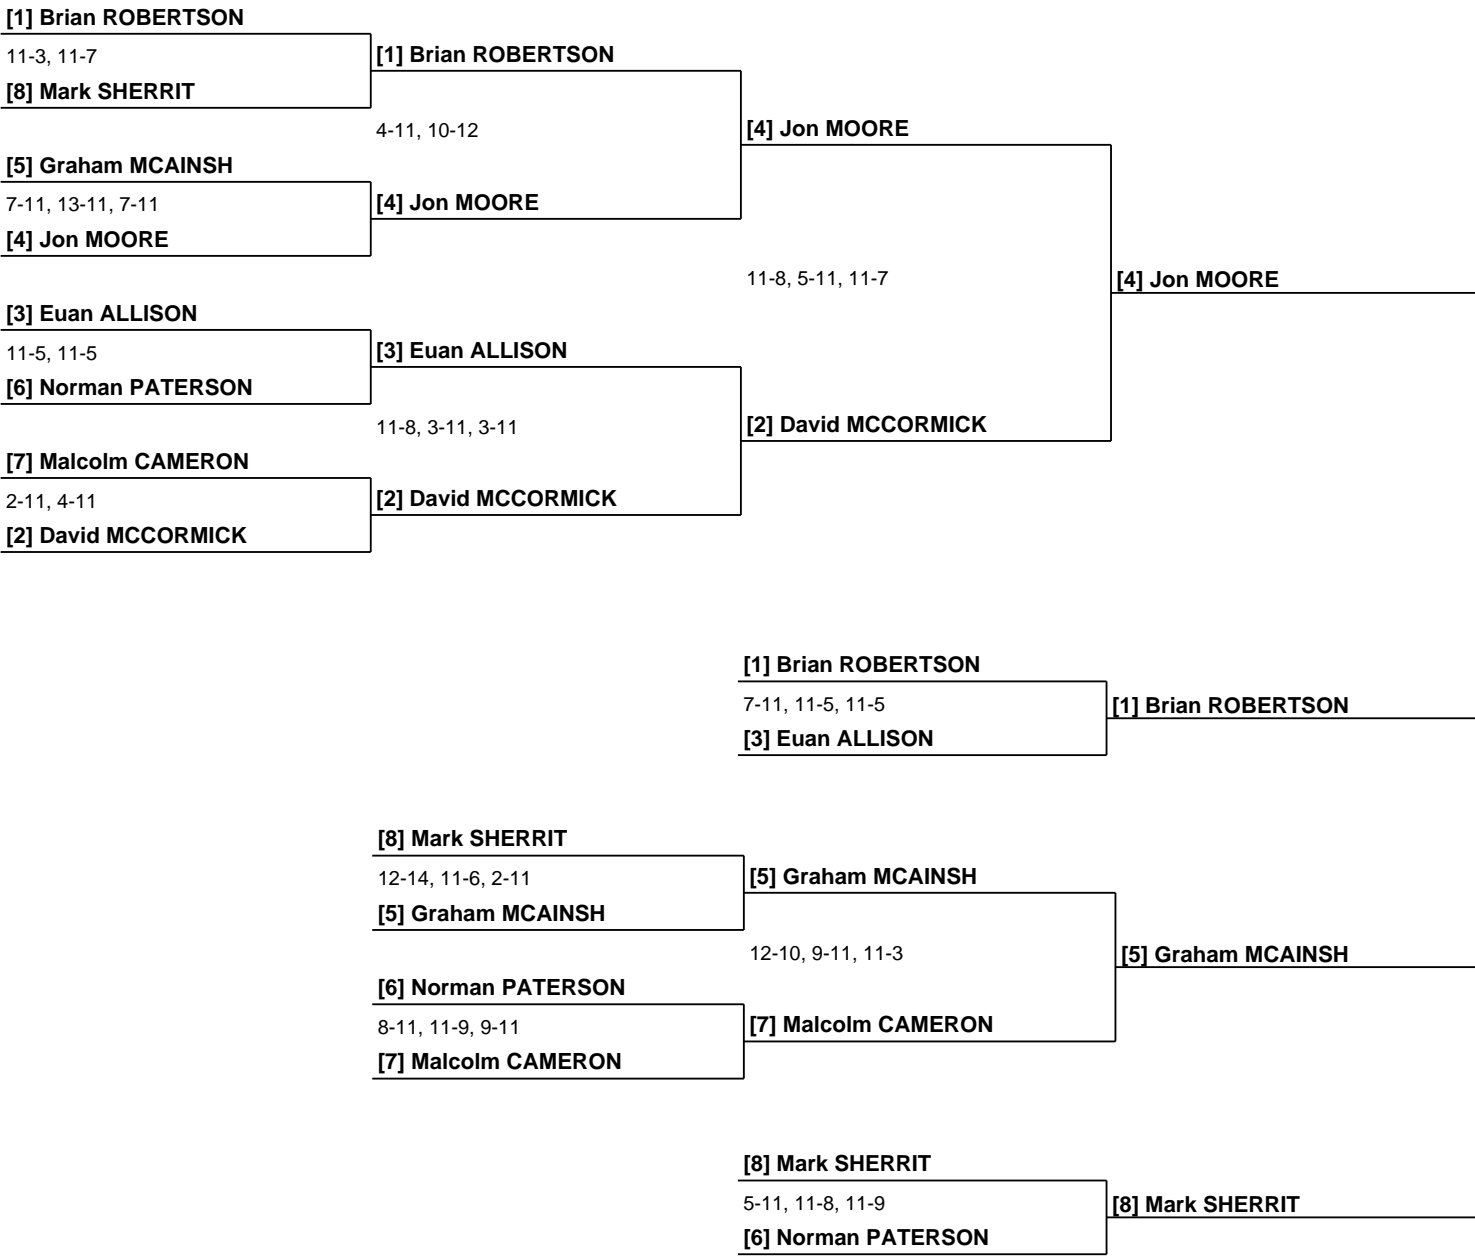 [1] Brian ROBERTSON
11-3, 11-7
[1] Brian ROBERTSON
[8] Mark SHERRIT
4-11, 10-12
[4] Jon MOORE
[5] Graham MCAINSH
7-11, 13-11, 7-11
[4] Jon MOORE
[4] Jon MOORE
11-8, 5-11, 11-7
[4] Jon MOORE
[3] Euan ALLISON
11-5, 11-5
[3] Euan ALLISON
[6] Norman PATERSON
11-8, 3-11, 3-11
[2] David MCCORMICK
[7] Malcolm CAMERON
2-11, 4-11
[2] David MCCORMICK
[2] David MCCORMICK
[1] Brian ROBERTSON
7-11, 11-5, 11-5
[1] Brian ROBERTSON
[3] Euan ALLISON
[8] Mark SHERRIT
12-14, 11-6, 2-11
[5] Graham MCAINSH
[5] Graham MCAINSH
12-10, 9-11, 11-3
[5] Graham MCAINSH
[6] Norman PATERSON
8-11, 11-9, 9-11
[7] Malcolm CAMERON
[7] Malcolm CAMERON
[8] Mark SHERRIT
5-11, 11-8, 11-9
[8] Mark SHERRIT
[6] Norman PATERSON